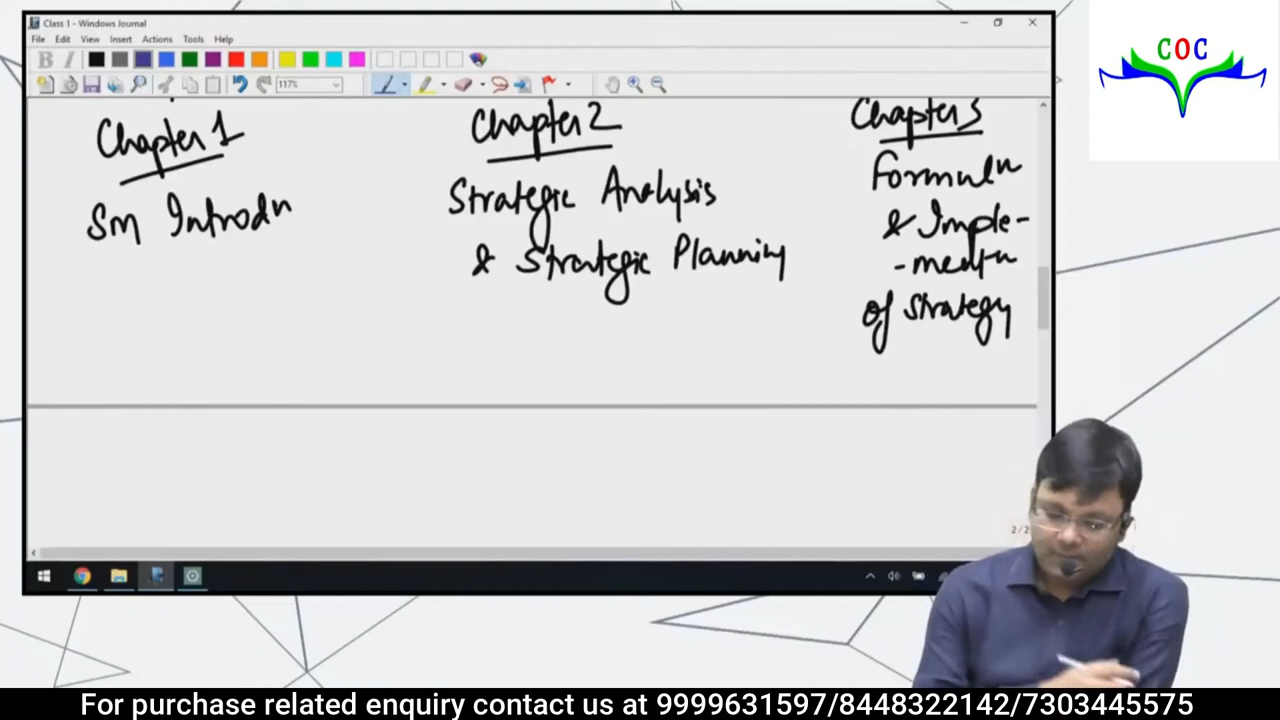 Class 1 - Windows Journal
File Edit View Insert Actions Tools Help
B I
117%
COC
Chapter 1
SM Introdn
Chapter 2
Strategic Analysis
& Strategic Planning
Chapter 3
Formuln
& Imple-
-mentn
of Strategy
For purchase related enquiry contact us at 9999631597/8448322142/7303445575